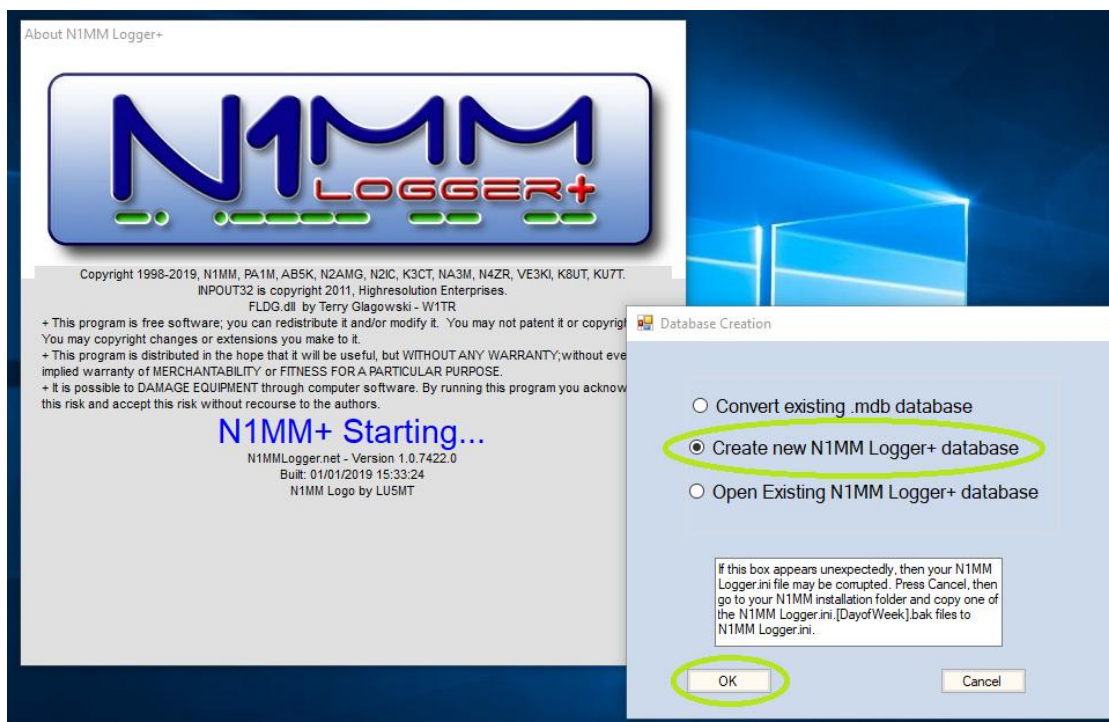 About N1MM Logger+
N1MM
LOGGER+
Copyright 1998-2019, N1MM, PA1M, AB5K, N2AMG, N2IC, K3CT, NA3M, N4ZR, VE3KI, K8UT, KU7T.
INPOUT32 is copyright 2011, Highresolution Enterprises.
FLDG.dll by Terry Glagowski - W1TR
+ This program is free software; you can redistribute it and/or modify it. You may not patent it or copyrigh
You may copyright changes or extensions you make to it.
+ This program is distributed in the hope that it will be useful, but WITHOUT ANY WARRANTY;without eve
implied warranty of MERCHANTABILITY or FITNESS FOR A PARTICULAR PURPOSE.
+ It is possible to DAMAGE EQUIPMENT through computer software. By running this program you acknow
this risk and accept this risk without recourse to the authors.
N1MM+ Starting...
N1MMLogger.net - Version 1.0.7422.0
Built: 01/01/2019 15:33:24
N1MM Logo by LU5MT
Database Creation
Convert existing .mdb database
Create new N1MM Logger+ database
Open Existing N1MM Logger+ database
If this box appears unexpectedly, then your N1MM
Logger.ini file may be corrupted. Press Cancel, then
go to your N1MM installation folder and copy one of
the N1MM Logger.ini.[DayofWeek].bak files to
N1MM Logger.ini.
OK
Cancel